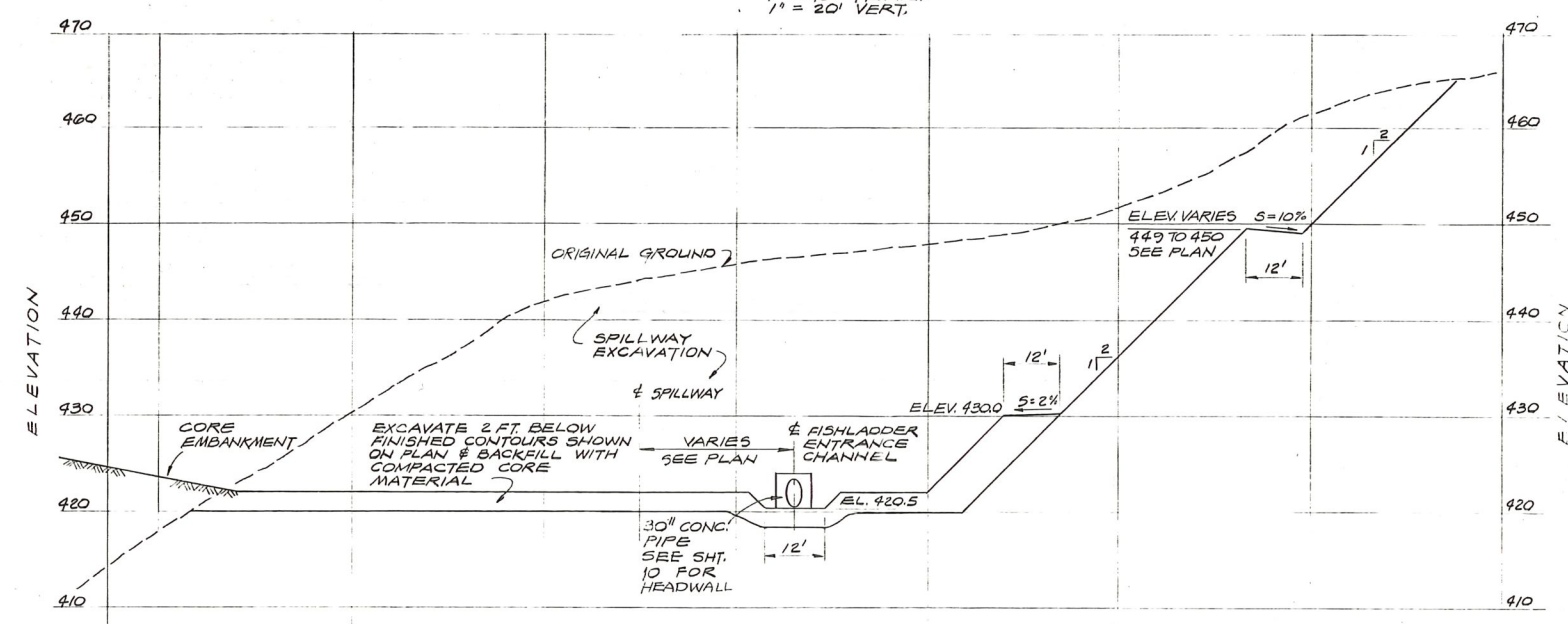 1" = 20' VERT.
470
470
460
460
1
2
450
450
ELEV. VARIES S=10%
449 TO 450
SEE PLAN
12'
ORIGINAL GROUND
ELEVATION
ELEVATION
440
440
SPILLWAY
EXCAVATION
12'
1
2
℄ SPILLWAY
430
430
ELEV. 430.0
S=2%
CORE
EMBANKMENT
EXCAVATE 2 FT. BELOW
FINISHED CONTOURS SHOWN
ON PLAN & BACKFILL WITH
COMPACTED CORE
MATERIAL
VARIES
SEE PLAN
℄ FISHLADDER
ENTRANCE
CHANNEL
EL. 420.5
420
420
30" CONC.
PIPE
SEE SHT.
10 FOR
HEADWALL
12'
410
410